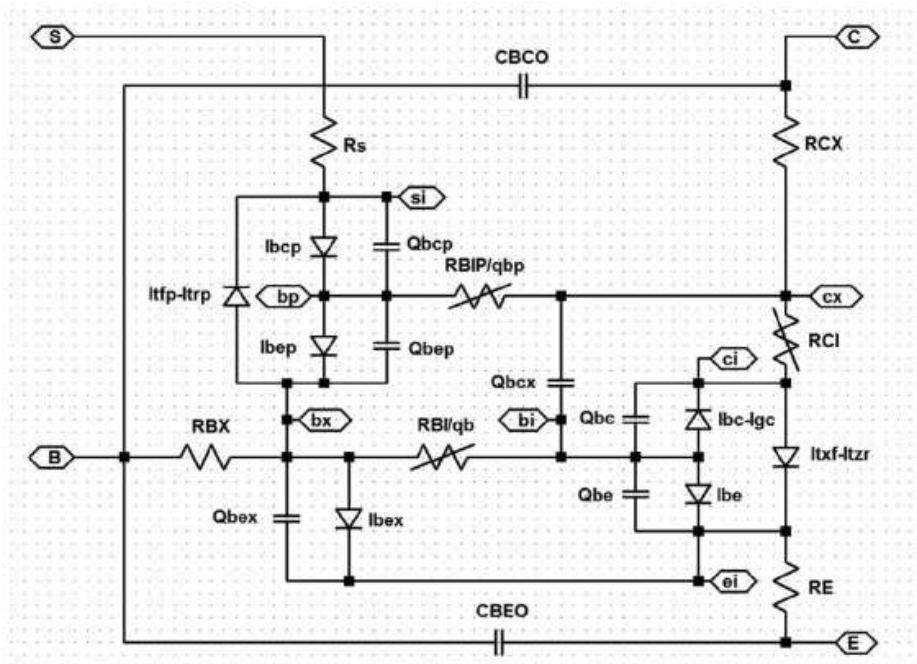 S
C
CBCO
Rs
RCX
si
Ibcp
Qbcp
RBIP/qbp
Itfp-Itrp
bp
cx
Ibep
Qbep
RCI
ci
Qbcx
RBX
bx
RBI/qb
bi
Qbc
Ibc-Igc
B
Itxf-Itzr
Qbex
Ibex
Qbe
Ibe
ei
RE
CBEO
E